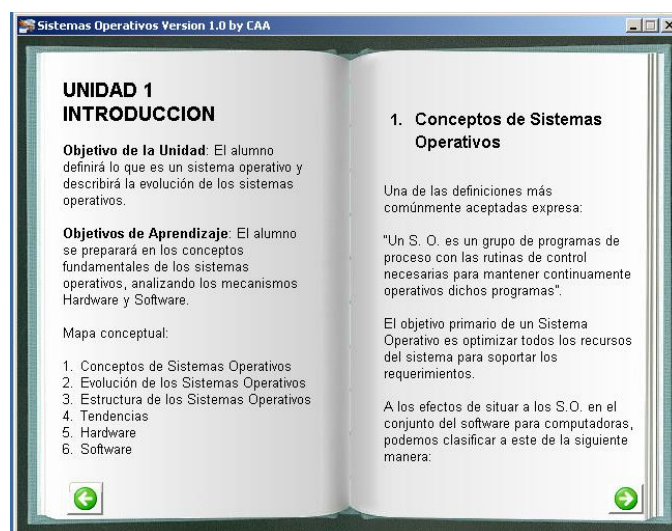 Sistemas Operativos Version 1.0 by CAA
UNIDAD 1
INTRODUCCION
Objetivo de la Unidad: El alumno
definirá lo que es un sistema operativo y
describirá la evolución de los sistemas
operativos.
Objetivos de Aprendizaje: El alumno
se preparará en los conceptos
fundamentales de los sistemas
operativos, analizando los mecanismos
Hardware y Software.
Mapa conceptual:
1. Conceptos de Sistemas Operativos
2. Evolución de los Sistemas Operativos
3. Estructura de los Sistemas Operativos
4. Tendencias
5. Hardware
6. Software
1. Conceptos de Sistemas
Operativos
Una de las definiciones más
comúnmente aceptadas expresa:
"Un S. O. es un grupo de programas de
proceso con las rutinas de control
necesarias para mantener continuamente
operativos dichos programas".
El objetivo primario de un Sistema
Operativo es optimizar todos los recursos
del sistema para soportar los
requerimientos.
A los efectos de situar a los S.O. en el
conjunto del software para computadoras,
podemos clasificar a este de la siguiente
manera: